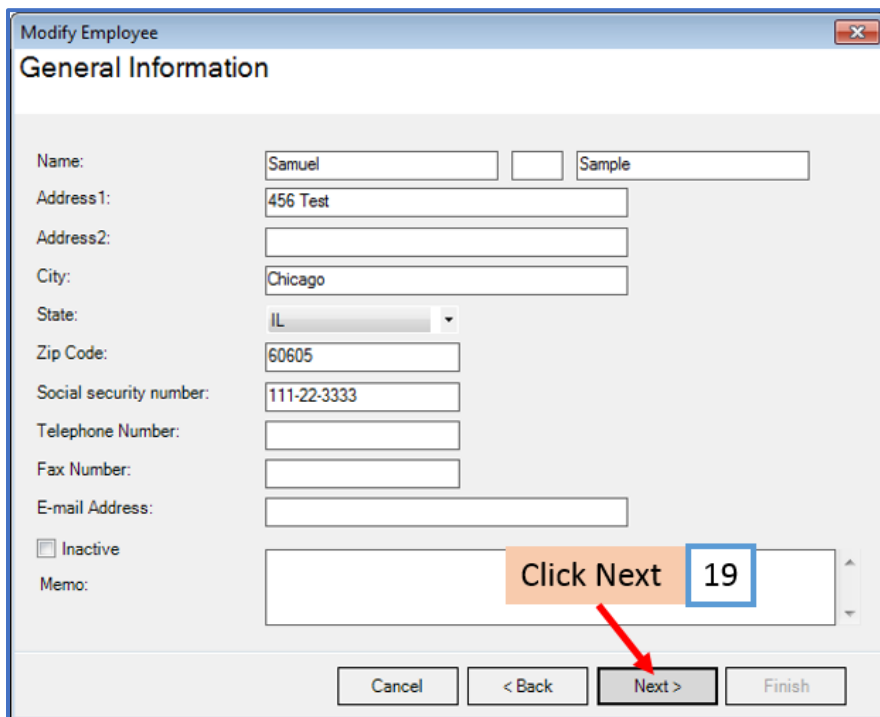 Modify Employee
General Information
Name: Samuel Sample
Address1: 456 Test
Address2:
City: Chicago
State: IL
Zip Code: 60605
Social security number: 111-22-3333
Telephone Number:
Fax Number:
E-mail Address:
Inactive
Memo:
Click Next 19
Cancel < Back Next > Finish